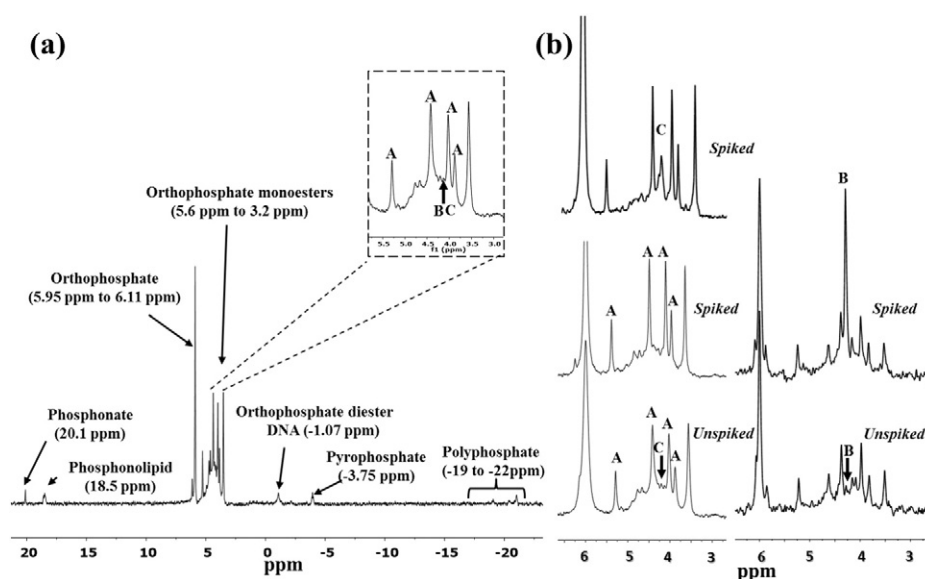 (a)
A
A
A
A
B C
5.5 5.0 4.5 4.0 3.5 3.0
f1 (ppm)
Orthophosphate monoesters
(5.6 ppm to 3.2 ppm)
Orthophosphate
(5.95 ppm to 6.11 ppm)
Phosphonate
(20.1 ppm)
Phosphonolipid
(18.5 ppm)
Orthophosphate diester
DNA (-1.07 ppm)
Pyrophosphate
(-3.75 ppm)
Polyphosphate
(-19 to -22ppm)
20 15 10 5 0 -5 -10 -15 -20
ppm
(b)
C
Spiked
A
A
A
A
Spiked
A
A
A
A
C
Unspiked
6 5 4 3
B
Spiked
Unspiked
B
6 5 4 3
ppm